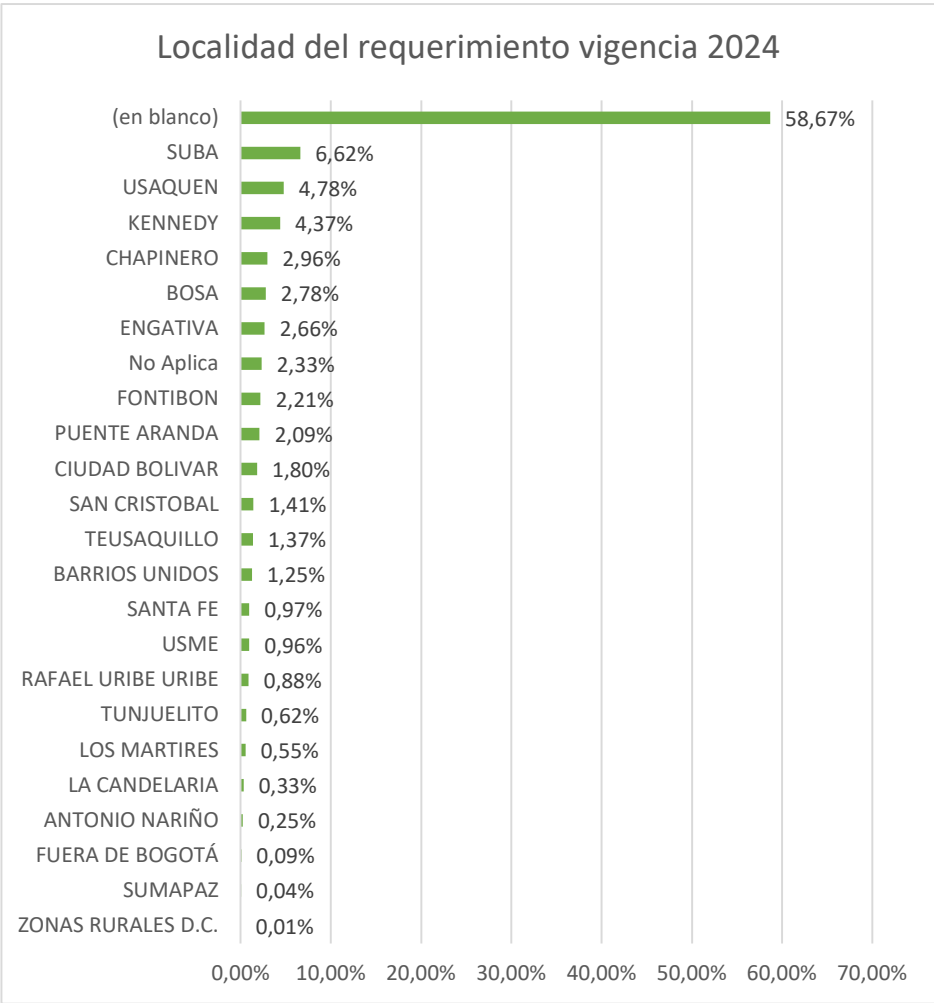 Localidad del requerimiento vigencia 2024
(en blanco) 58,67%
SUBA 6,62%
USAQUEN 4,78%
KENNEDY 4,37%
CHAPINERO 2,96%
BOSA 2,78%
ENGATIVA 2,66%
No Aplica 2,33%
FONTIBON 2,21%
PUENTE ARANDA 2,09%
CIUDAD BOLIVAR 1,80%
SAN CRISTOBAL 1,41%
TEUSAQUILLO 1,37%
BARRIOS UNIDOS 1,25%
SANTA FE 0,97%
USME 0,96%
RAFAEL URIBE URIBE 0,88%
TUNJUELITO 0,62%
LOS MARTIRES 0,55%
LA CANDELARIA 0,33%
ANTONIO NARIÑO 0,25%
FUERA DE BOGOTÁ 0,09%
SUMAPAZ 0,04%
ZONAS RURALES D.C. 0,01%
0,00% 10,00% 20,00% 30,00% 40,00% 50,00% 60,00% 70,00%